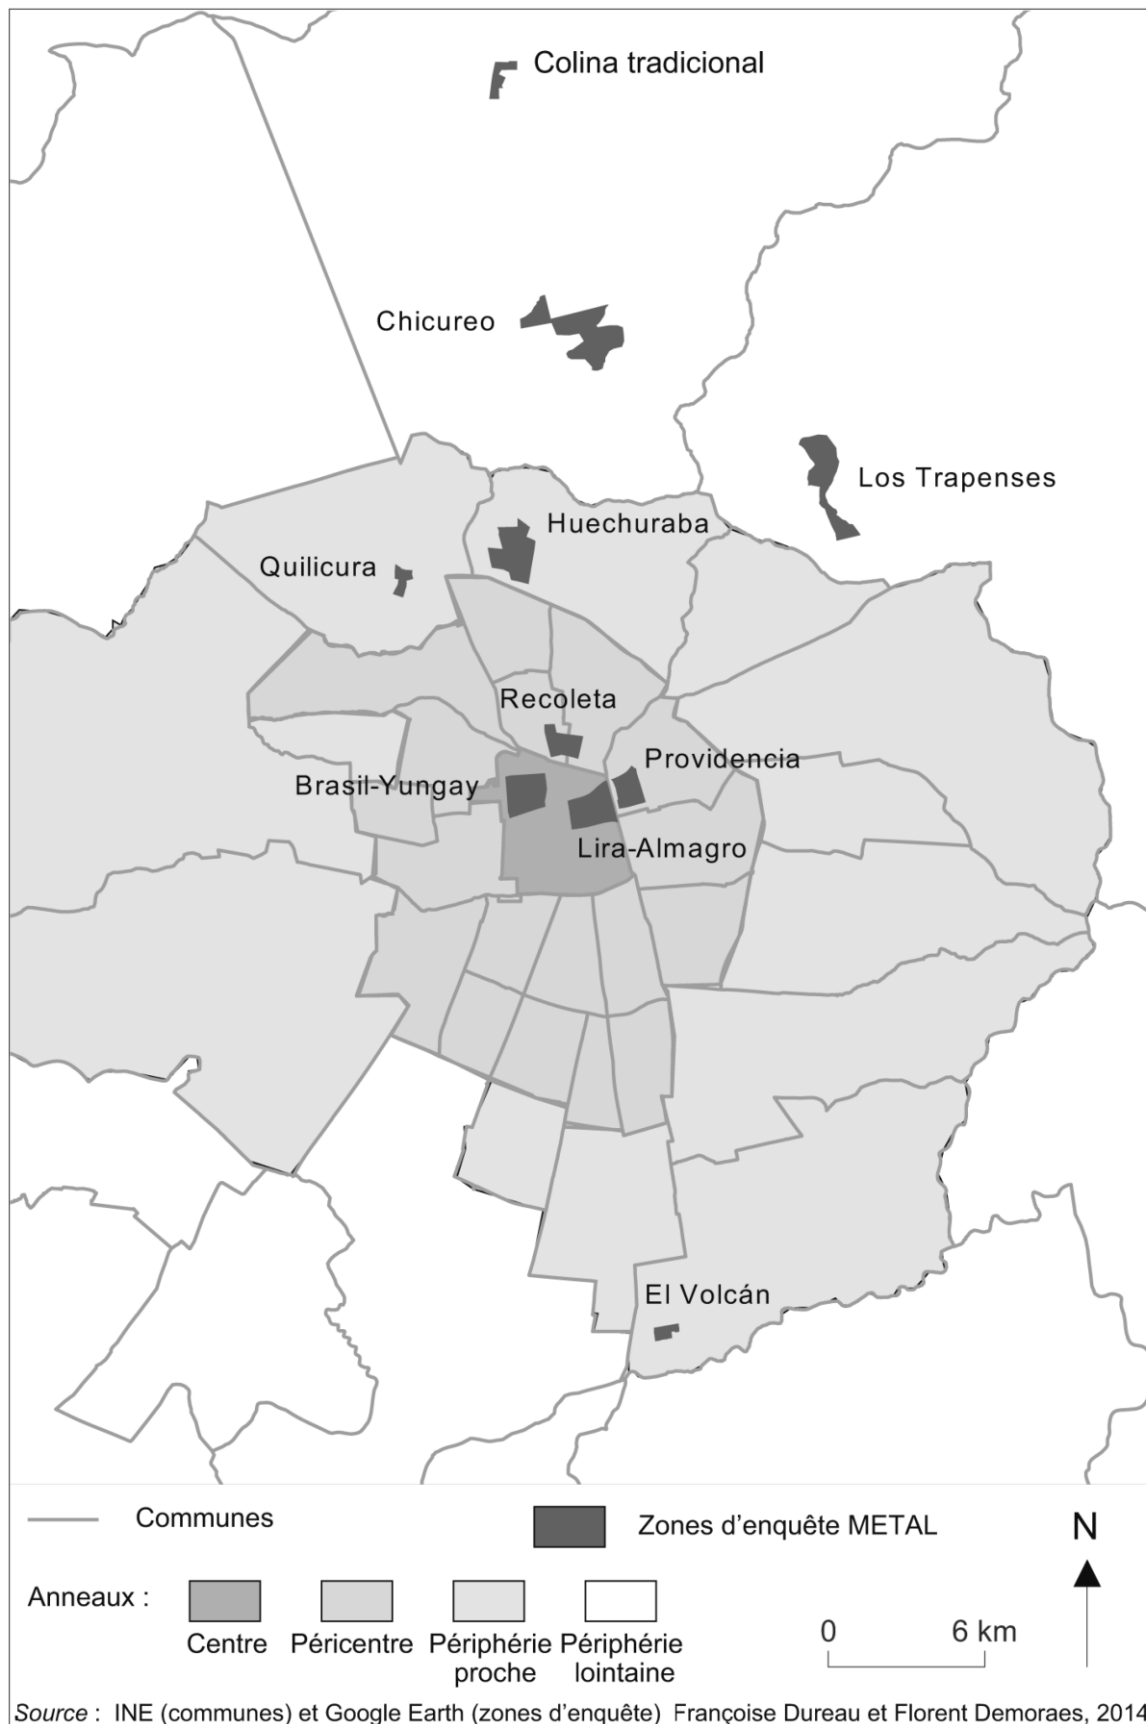 Colina tradicional
Chicureo
Los Trapenses
Huechuraba
Quilicura
Recoleta
Providencia
Brasil-Yungay
Lira-Almagro
El Volcán
Communes
Zones d'enquête METAL
N
Anneaux :
Centre
Péricentre
Périphérie
proche
Périphérie
lointaine
0 6 km
Source : INE (communes) et Google Earth (zones d'enquête) Françoise Dureau et Florent Demoraes, 2014